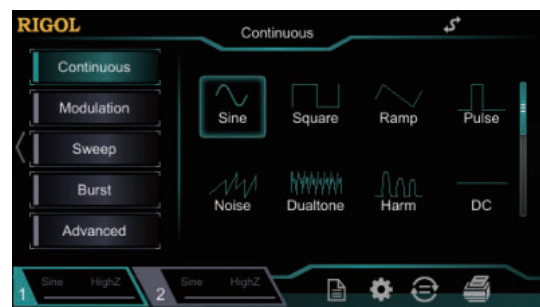 RIGOL
Continuous
Continuous
Modulation
Sweep
Burst
Advanced
Sine Square Ramp Pulse
Noise Dualtone Harm DC
1 Sine HighZ 2 Sine HighZ